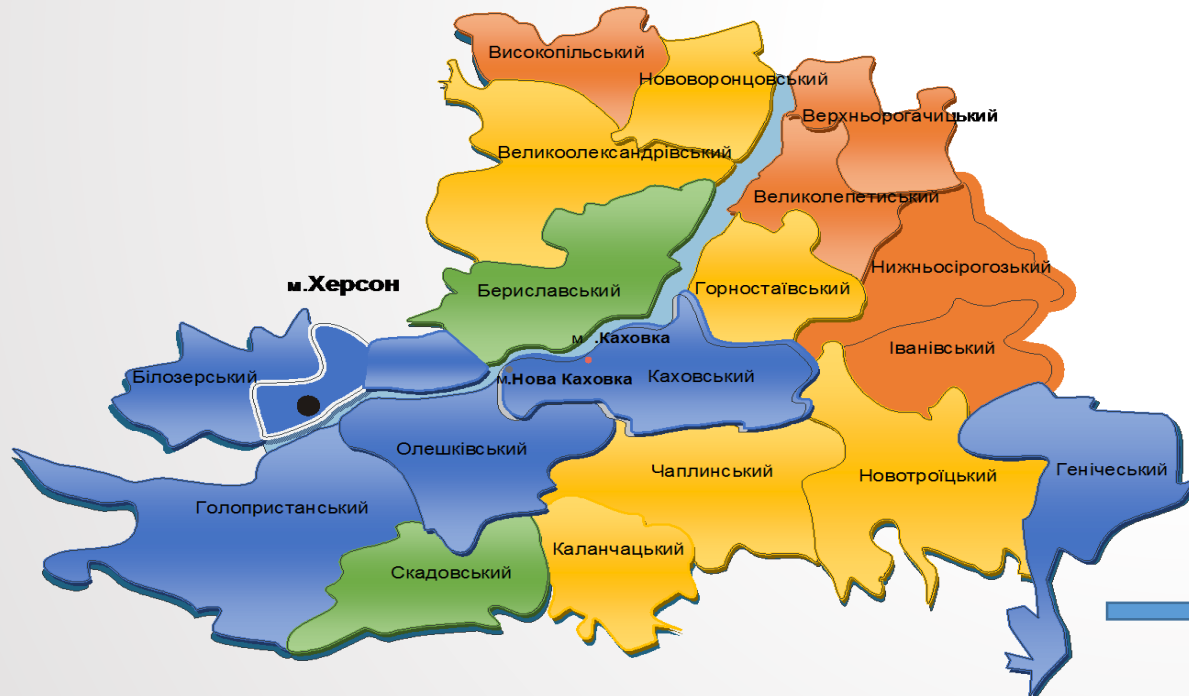 Високопільський
Нововоронцовський
Верхньорогачицький
Великоолександрівський
Великолепетиський
Нижньосірогозький
м.Херсон
Бериславський
Горностаївський
м .Каховка
Іванівський
Білозерський
м.Нова Каховка
Каховський
Олешківський
Чаплинський
Новотроїцький
Генічеський
Голопристанський
Каланчацький
Скадовський